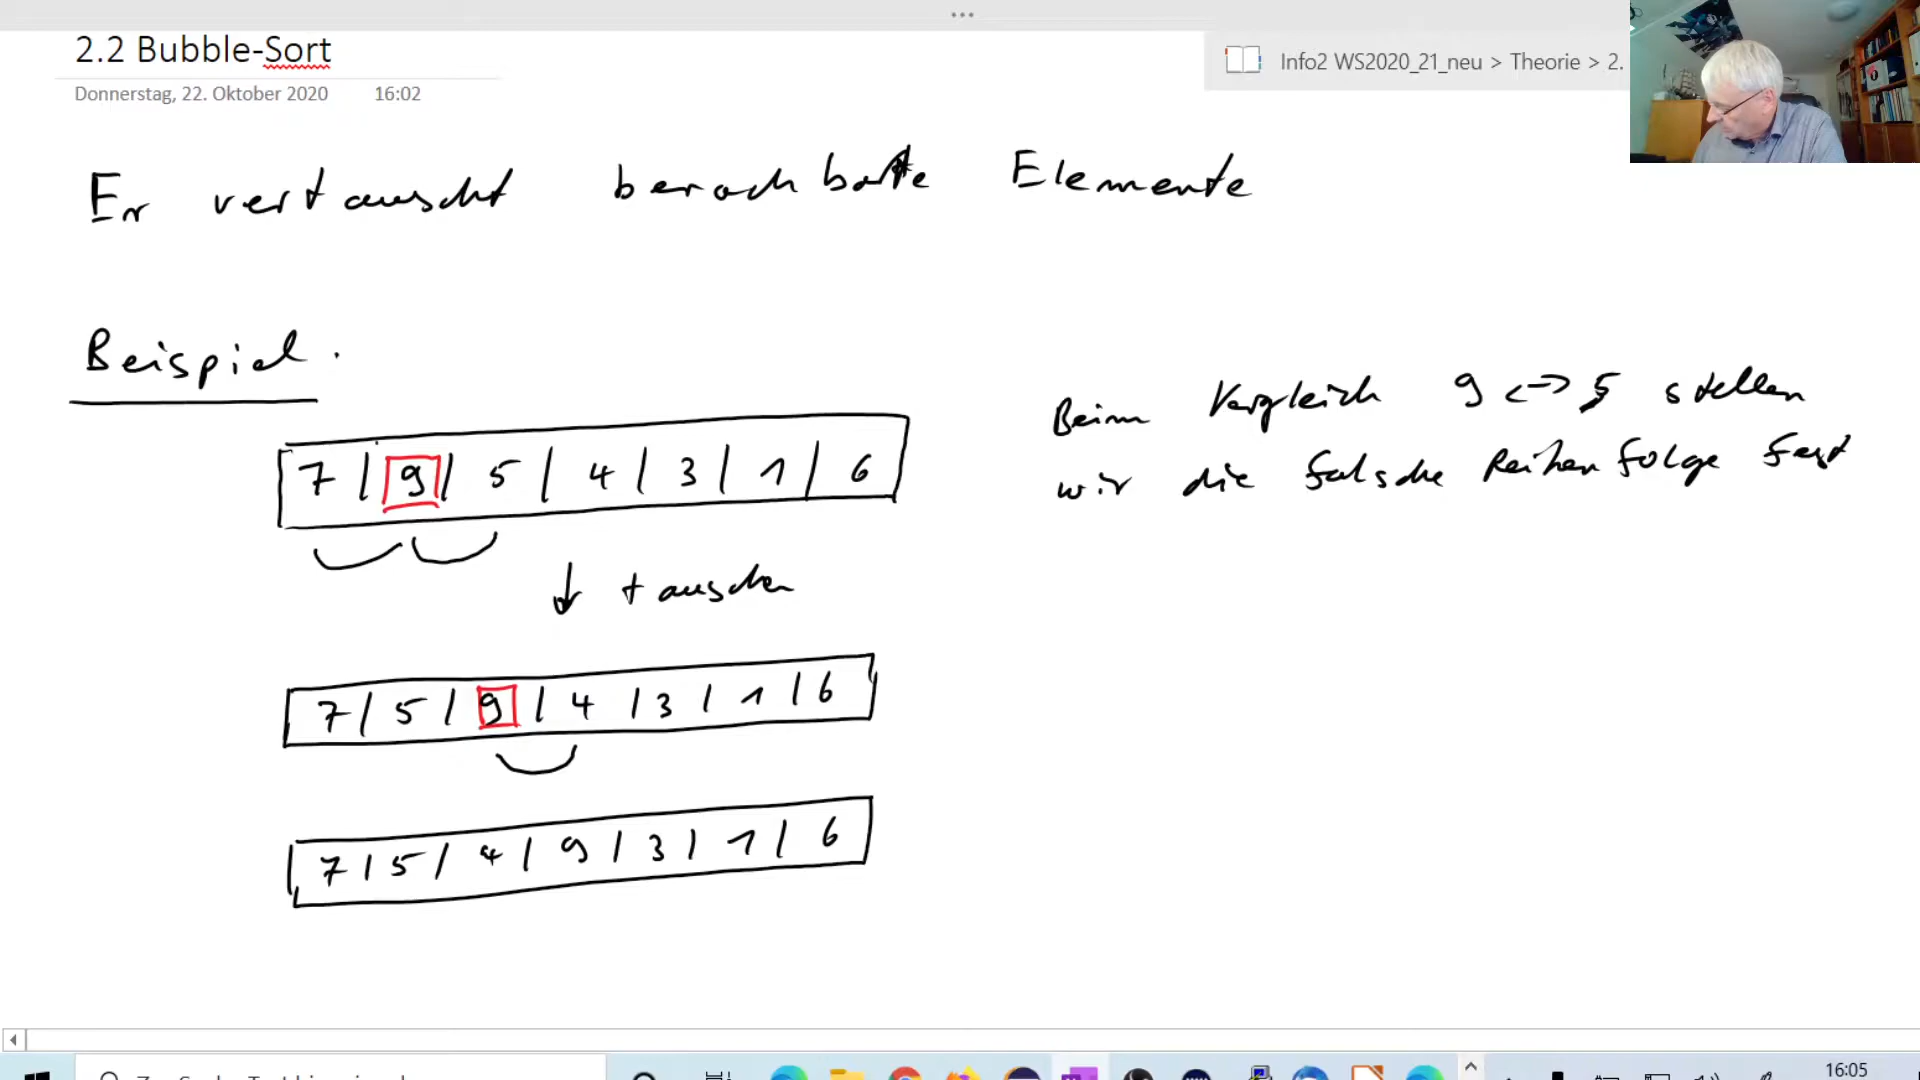 2.2 Bubble-Sort
Donnerstag, 22. Oktober 2020 16:02
Info2 WS2020_21_neu > Theorie > 2.
Er vertauscht benachbarte Elemente
Beispiel.
7 | 9 | 5 | 4 | 3 | 1 | 6
Beim Vergleich 9 <-> 5 stellen
wir die falsche Reihenfolge fest
↓ tauschen
7 | 5 | 9 | 4 | 3 | 1 | 6
7 | 5 | 4 | 9 | 3 | 1 | 6
16:05